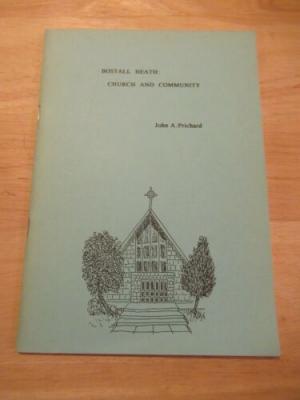 BOSTALL HEATH:
CHURCH AND COMMUNITY
John A. Prichard